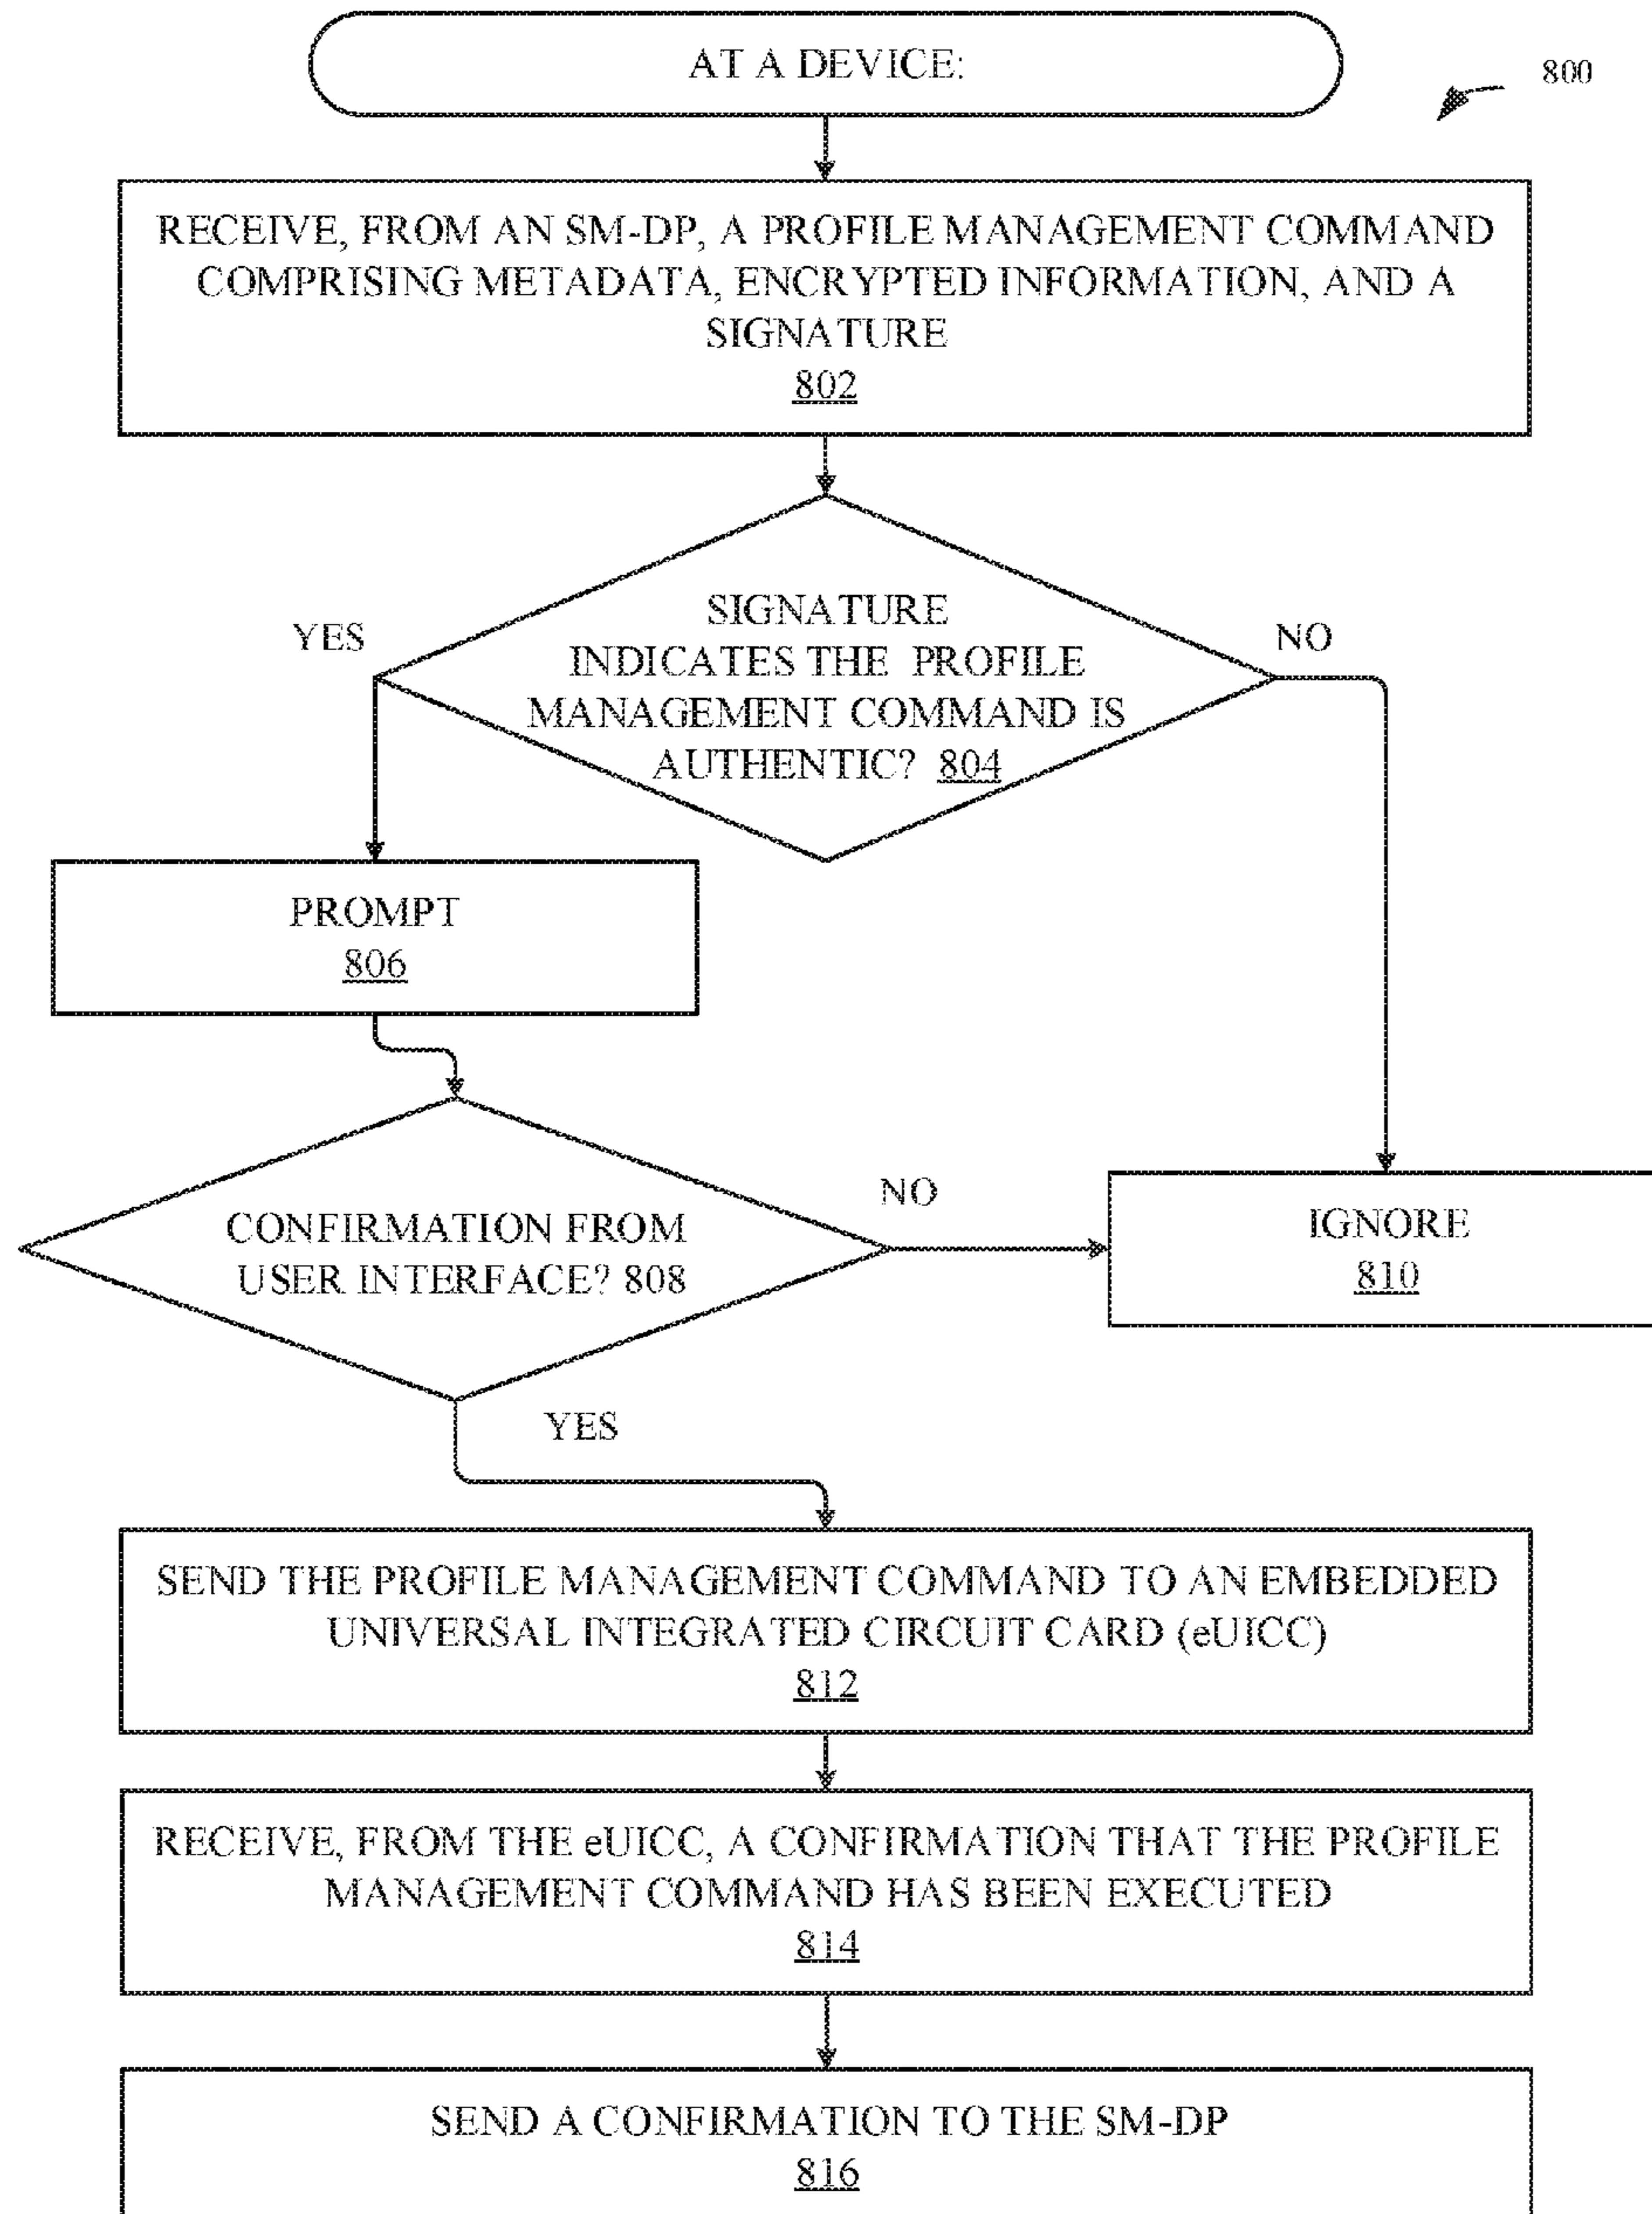 AT A DEVICE:
800
RECEIVE, FROM AN SM-DP, A PROFILE MANAGEMENT COMMAND
COMPRISING METADATA, ENCRYPTED INFORMATION, AND A
SIGNATURE
802
SIGNATURE
INDICATES THE PROFILE
MANAGEMENT COMMAND IS
AUTHENTIC? 804
YES
NO
PROMPT
806
CONFIRMATION FROM
USER INTERFACE? 808
NO
IGNORE
810
YES
SEND THE PROFILE MANAGEMENT COMMAND TO AN EMBEDDED
UNIVERSAL INTEGRATED CIRCUIT CARD (eUICC)
812
RECEIVE, FROM THE eUICC, A CONFIRMATION THAT THE PROFILE
MANAGEMENT COMMAND HAS BEEN EXECUTED
814
SEND A CONFIRMATION TO THE SM-DP
816